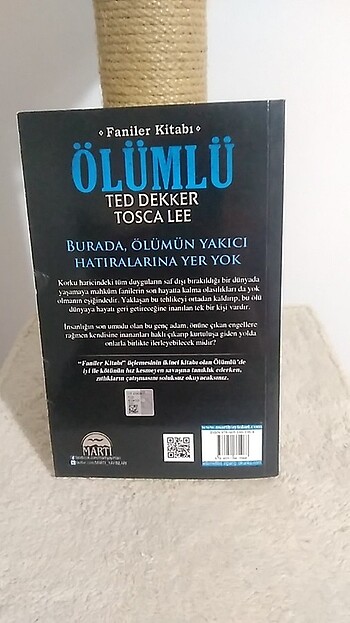 Faniler Kitabı
ÖLÜMLÜ
TED DEKKER
TOSCA LEE
BURADA, ÖLÜMÜN YAKICI
HATIRALARINA YER YOK
Korku haricindeki tüm duyguların saf dışı bırakıldığı bir dünyada
yaşamaya mahkûm fanilerin son hayatta kalma olasılıkları da yok
olmanın eşiğindedir. Yaklaşan bu tehlikeyi ortadan kaldırıp, bu ölü
dünyaya hayatı geri getireceğine inanılan tek bir kişi vardır.
İnsanlığın son umudu olan bu genç adam, önüne çıkan engellere
rağmen kendisine inananları haklı çıkarıp kurtuluşa giden yolda
onlarla birlikte ilerleyebilecek midir?
"Faniler Kitabı" üçlemesinin ikinci kitabı olan Ölümlü'de
iyi ile kötünün hız kesmeyen savaşına tanıklık ederken,
zıtlıkların çatışmasını soluksuz okuyacaksınız.
MARTI